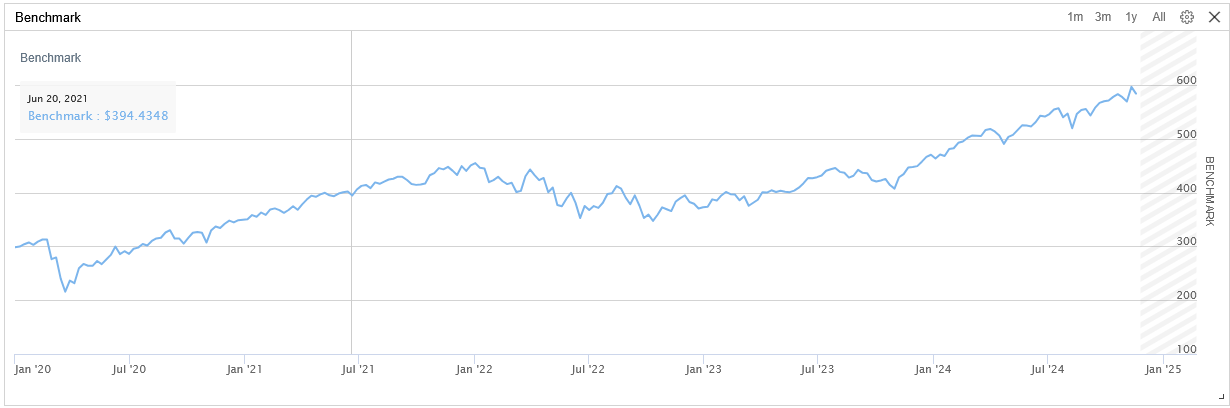 Benchmark
1m 3m 1y All
Benchmark
Jun 20, 2021
Benchmark : $394.4348
600
500
400
300
200
100
BENCHMARK
Jan '20 Jul '20 Jan '21 Jul '21 Jan '22 Jul '22 Jan '23 Jul '23 Jan '24 Jul '24 Jan '25